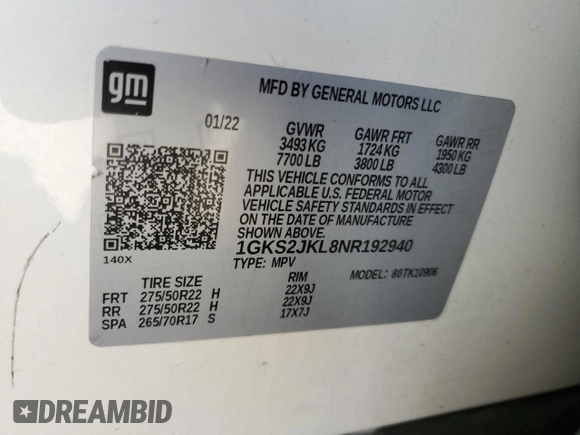 gm
MFD BY GENERAL MOTORS LLC
01/22 GVWR GAWR FRT GAWR RR
3493 KG 1724 KG 1950 KG
7700 LB 3800 LB 4300 LB
THIS VEHICLE CONFORMS TO ALL
APPLICABLE U.S. FEDERAL MOTOR
VEHICLE SAFETY STANDARDS IN EFFECT
ON THE DATE OF MANUFACTURE
SHOWN ABOVE.
1GKS2JKL8NR192940
140X
TYPE: MPV MODEL: 80TK10906
TIRE SIZE RIM
FRT 275/50R22 H 22X9J
RR 275/50R22 H 22X9J
SPA 265/70R17 S 17X7J
DREAMBID